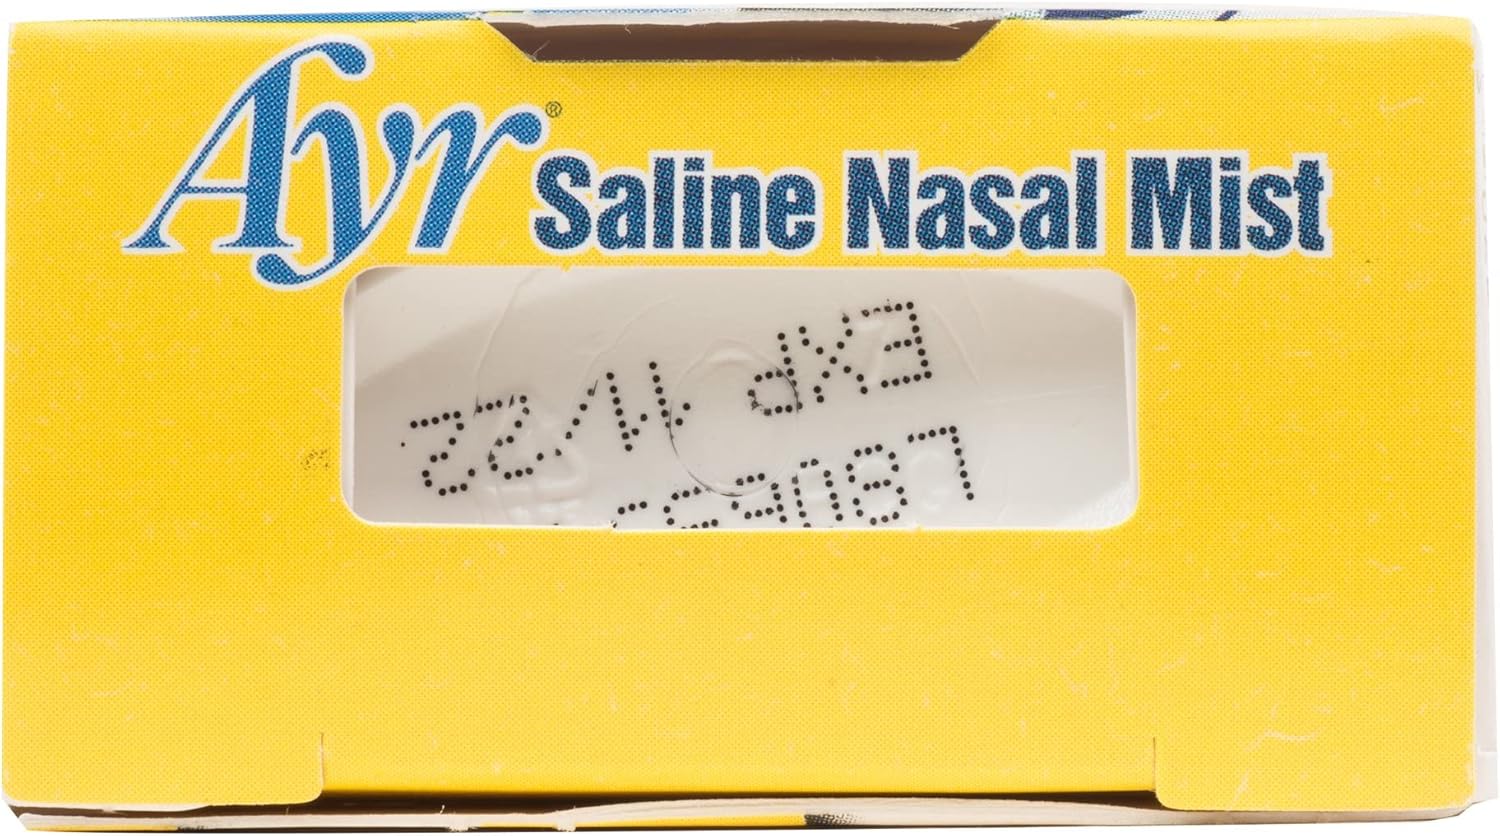 Ayr® Saline Nasal Mist
EXP 11/22